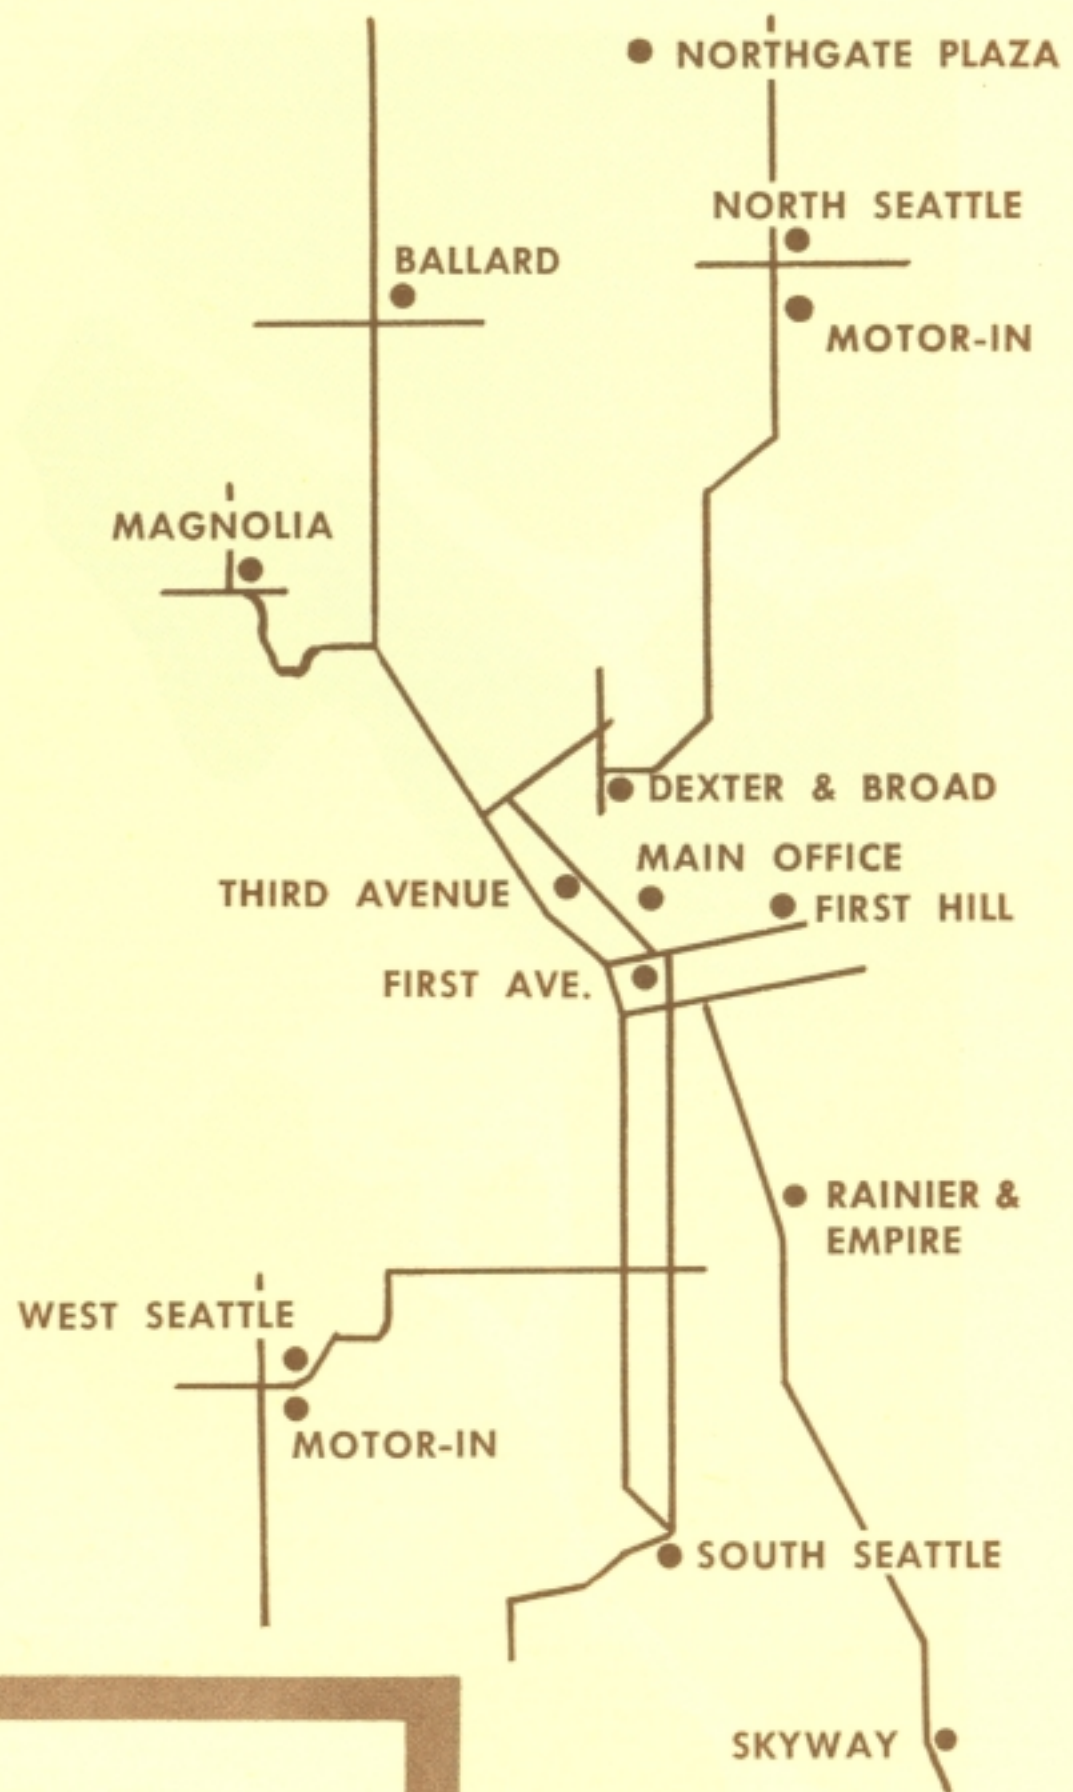 NORTHGATE PLAZA
NORTH SEATTLE
BALLARD
MOTOR-IN
MAGNOLIA
DEXTER & BROAD
MAIN OFFICE
THIRD AVENUE
FIRST HILL
FIRST AVE.
RAINIER &
EMPIRE
WEST SEATTLE
MOTOR-IN
SOUTH SEATTLE
SKYWAY